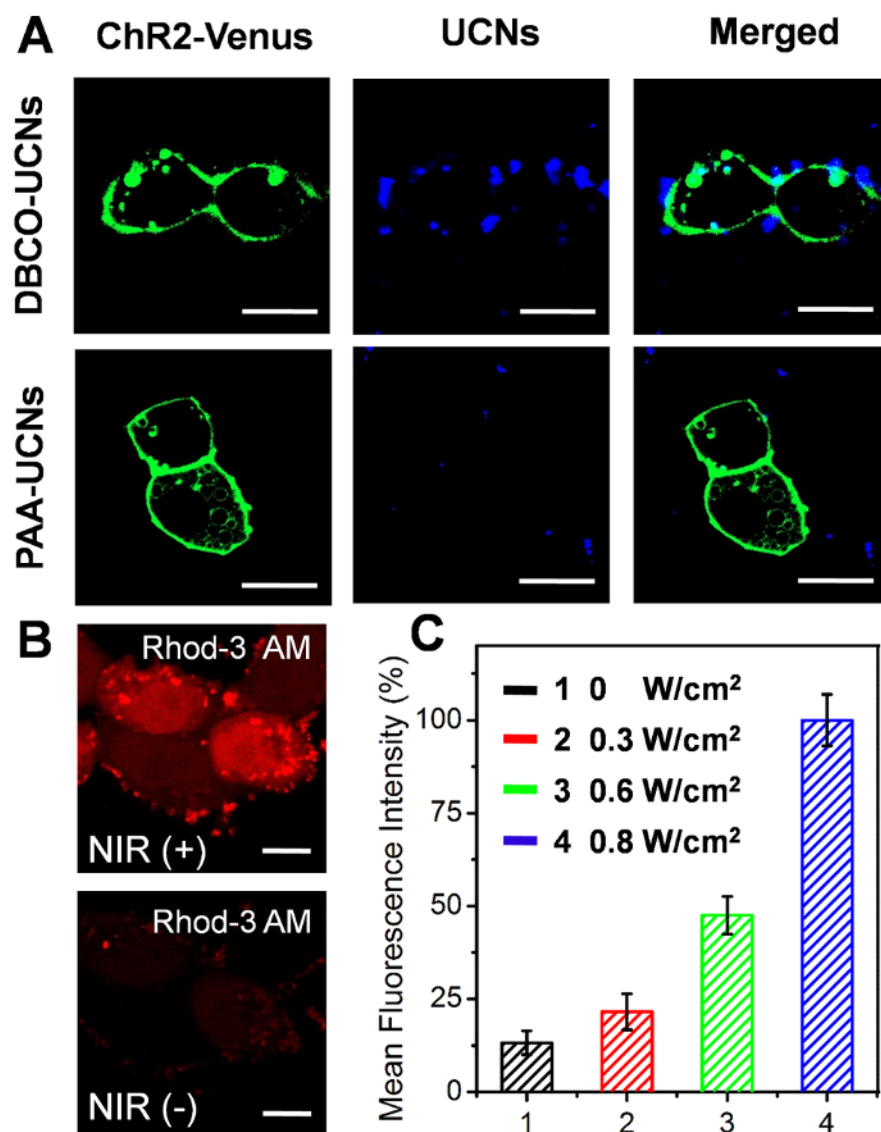 A
ChR2-Venus UCNs Merged
DBCO-UCNs
PAA-UCNs
B
Rhod-3 AM
NIR (+)
Rhod-3 AM
NIR (-)
C
Mean Fluorescence Intensity (%)
100
75
50
25
0
1 0 W/cm²
2 0.3 W/cm²
3 0.6 W/cm²
4 0.8 W/cm²
1 2 3 4